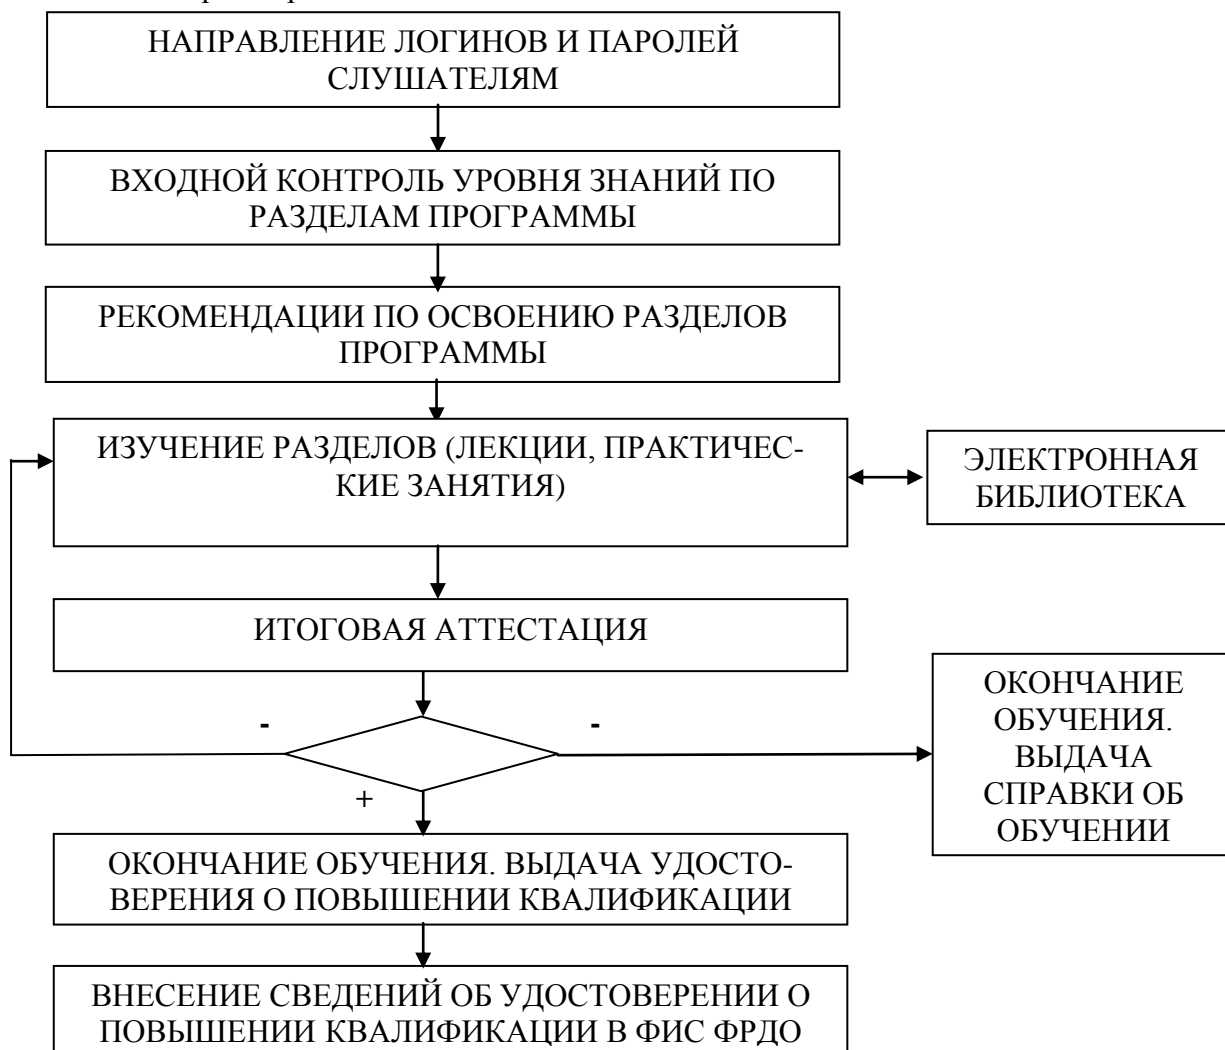 НАПРАВЛЕНИЕ ЛОГИНОВ И ПАРОЛЕЙ
СЛУШАТЕЛЯМ
ВХОДНОЙ КОНТРОЛЬ УРОВНЯ ЗНАНИЙ ПО
РАЗДЕЛАМ ПРОГРАММЫ
РЕКОМЕНДАЦИИ ПО ОСВОЕНИЮ РАЗДЕЛОВ
ПРОГРАММЫ
ИЗУЧЕНИЕ РАЗДЕЛОВ (ЛЕКЦИИ, ПРАКТИЧЕС-
КИЕ ЗАНЯТИЯ)
ЭЛЕКТРОННАЯ
БИБЛИОТЕКА
ИТОГОВАЯ АТТЕСТАЦИЯ
-
-
+
ОКОНЧАНИЕ
ОБУЧЕНИЯ.
ВЫДАЧА
СПРАВКИ ОБ
ОБУЧЕНИИ
ОКОНЧАНИЕ ОБУЧЕНИЯ. ВЫДАЧА УДОСТО-
ВЕРЕНИЯ О ПОВЫШЕНИИ КВАЛИФИКАЦИИ
ВНЕСЕНИЕ СВЕДЕНИЙ ОБ УДОСТОВЕРЕНИИ О
ПОВЫШЕНИИ КВАЛИФИКАЦИИ В ФИС ФРДО